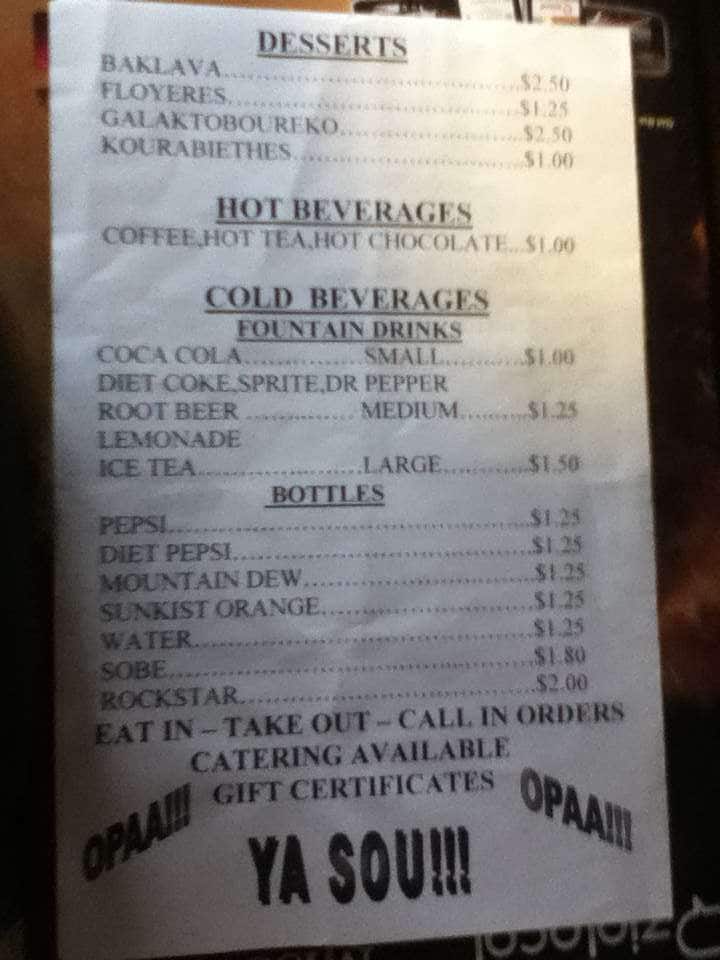 DESSERTS
BAKLAVA..............................$2.50
FLOYERES..............................$1.25
GALAKTOBOUREKO....................$2.50
KOURABIETHES.........................$1.00
HOT BEVERAGES
COFFEE,HOT TEA,HOT CHOCOLATE...$1.00
COLD BEVERAGES
FOUNTAIN DRINKS
COCA COLA...............SMALL..........$1.00
DIET COKE,SPRITE,DR PEPPER
ROOT BEER ..............MEDIUM.........$1.25
LEMONADE
ICE TEA.....................LARGE...........$1.50
BOTTLES
PEPSI.......................................$1.25
DIET PEPSI................................$1.25
MOUNTAIN DEW.........................$1.25
SUNKIST ORANGE.......................$1.25
WATER.....................................$1.25
SOBE.......................................$1.80
ROCKSTAR................................$2.00
EAT IN – TAKE OUT – CALL IN ORDERS
CATERING AVAILABLE
GIFT CERTIFICATES
OPAA!!! OPAA!!!
YA SOU!!!